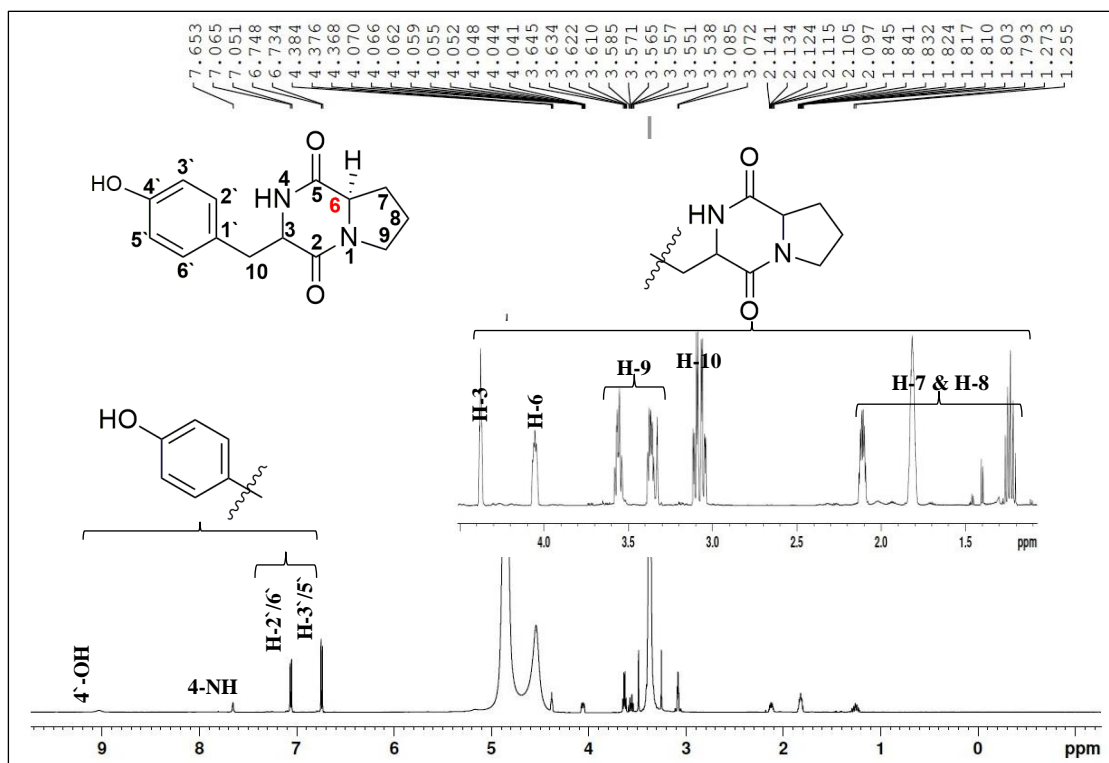 7.653
7.065
7.051
6.748
6.734
4.384
4.376
4.368
4.070
4.066
4.062
4.059
4.055
4.052
4.048
4.044
4.041
3.645
3.634
3.622
3.610
3.585
3.571
3.565
3.557
3.551
3.538
3.085
3.072
2.141
2.134
2.124
2.115
2.105
2.097
1.845
1.841
1.832
1.824
1.817
1.810
1.803
1.793
1.273
1.255
HO
3`
4`
2`
5`
1`
6`
10
HN
4
O
5
H
6
7
8
9
3
2
N
1
O
O
HN
N
O
H-3
H-6
H-9
H-10
H-7 & H-8
4.0 3.5 3.0 2.5 2.0 1.5 ppm
HO
4`-OH
4-NH
H-2`/6`
H-3`/5`
9 8 7 6 5 4 3 2 1 0 ppm